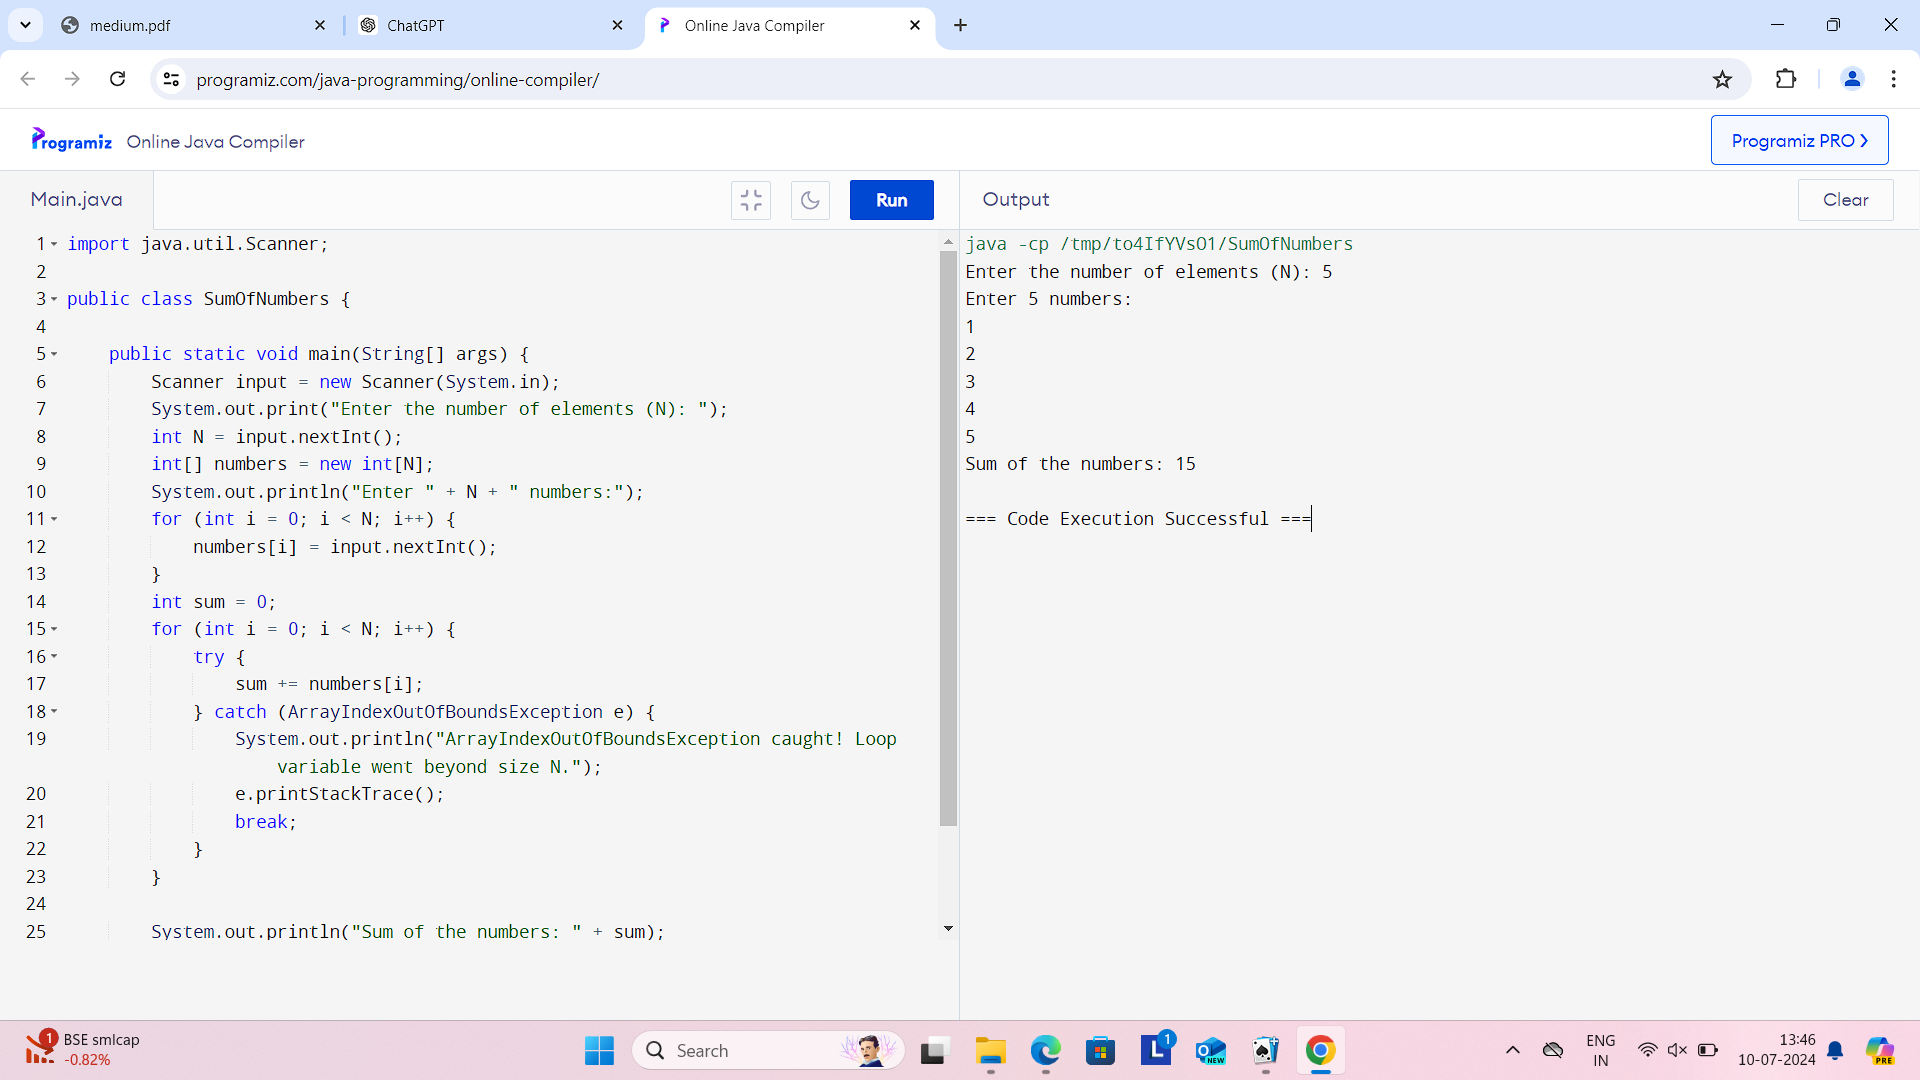 medium.pdf
ChatGPT
Online Java Compiler
programiz.com/java-programming/online-compiler/
Programiz Online Java Compiler
Programiz PRO
Main.java
Run
Output
Clear
1 import java.util.Scanner;
2
3 public class SumOfNumbers {
4
5 public static void main(String[] args) {
6 Scanner input = new Scanner(System.in);
7 System.out.print("Enter the number of elements (N): ");
8 int N = input.nextInt();
9 int[] numbers = new int[N];
10 System.out.println("Enter " + N + " numbers:");
11 for (int i = 0; i < N; i++) {
12 numbers[i] = input.nextInt();
13 }
14 int sum = 0;
15 for (int i = 0; i < N; i++) {
16 try {
17 sum += numbers[i];
18 } catch (ArrayIndexOutOfBoundsException e) {
19 System.out.println("ArrayIndexOutOfBoundsException caught! Loop
variable went beyond size N.");
20 e.printStackTrace();
21 break;
22 }
23 }
24
25 System.out.println("Sum of the numbers: " + sum);
java -cp /tmp/to4IfYVsO1/SumOfNumbers
Enter the number of elements (N): 5
Enter 5 numbers:
1
2
3
4
5
Sum of the numbers: 15
=== Code Execution Successful ===
1
BSE smlcap
-0.82%
Search
L
1
NEW
ENG
IN
13:46
10-07-2024
PRE